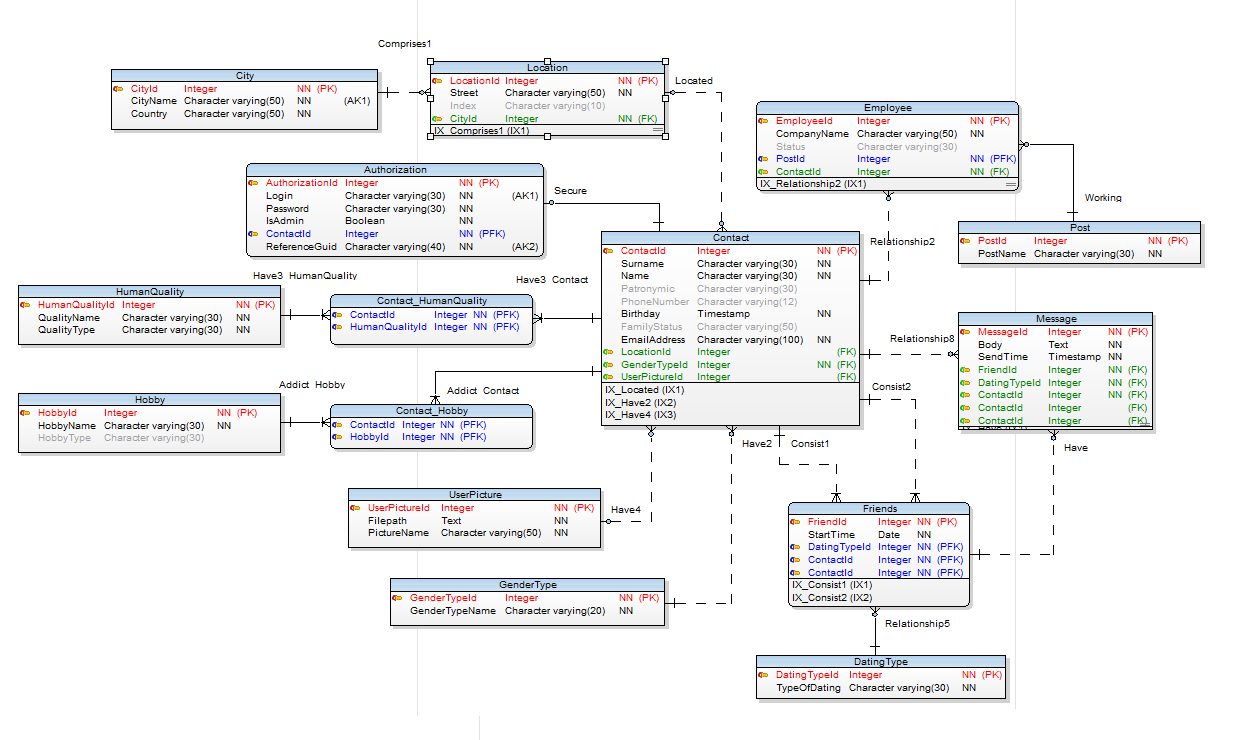 Comprises1
City
CityId Integer NN (PK)
CityName Character varying(50) NN (AK1)
Country Character varying(50) NN
Location
LocationId Integer NN (PK)
Street Character varying(50) NN
Index Character varying(10)
CityId Integer NN (FK)
IX_Comprises1 (IX1)
Located
Employee
EmployeeId Integer NN (PK)
CompanyName Character varying(50) NN
Status Character varying(30)
PostId Integer NN (PFK)
ContactId Integer NN (FK)
IX_Relationship2 (IX1)
Authorization
AuthorizationId Integer NN (PK)
Login Character varying(30) NN (AK1)
Password Character varying(30) NN
IsAdmin Boolean NN
ContactId Integer NN (PFK)
ReferenceGuid Character varying(40) NN (AK2)
Secure
Working
Post
PostId Integer NN (PK)
PostName Character varying(30) NN
Relationship2
Contact
ContactId Integer NN (PK)
Surname Character varying(30) NN
Name Character varying(30) NN
Patronymic Character varying(30)
PhoneNumber Character varying(12)
Birthday Timestamp NN
FamilyStatus Character varying(50)
EmailAddress Character varying(100) NN
LocationId Integer (FK)
GenderTypeId Integer NN (FK)
UserPictureId Integer (FK)
IX_Located (IX1)
IX_Have2 (IX2)
IX_Have4 (IX3)
Have3 HumanQuality
Have3 Contact
HumanQuality
HumanQualityId Integer NN (PK)
QualityName Character varying(30) NN
QualityType Character varying(30) NN
Contact_HumanQuality
ContactId Integer NN (PFK)
HumanQualityId Integer NN (PFK)
Relationship8
Message
MessageId Integer NN (PK)
Body Text NN
SendTime Timestamp NN
FriendId Integer NN (FK)
DatingTypeId Integer NN (FK)
ContactId Integer NN (FK)
ContactId Integer (FK)
ContactId Integer (FK)
Addict Hobby
Addict Contact
Consist2
Hobby
HobbyId Integer NN (PK)
HobbyName Character varying(30) NN
HobbyType Character varying(30)
Contact_Hobby
ContactId Integer NN (PFK)
HobbyId Integer NN (PFK)
Have2
Consist1
Have
UserPicture
UserPictureId Integer NN (PK)
Filepath Text NN
PictureName Character varying(50) NN
Have4
Friends
FriendId Integer NN (PK)
StartTime Date NN
DatingTypeId Integer NN (PFK)
ContactId Integer NN (PFK)
ContactId Integer NN (PFK)
IX_Consist1 (IX1)
IX_Consist2 (IX2)
GenderType
GenderTypeId Integer NN (PK)
GenderTypeName Character varying(20) NN
Relationship5
DatingType
DatingTypeId Integer NN (PK)
TypeOfDating Character varying(30) NN